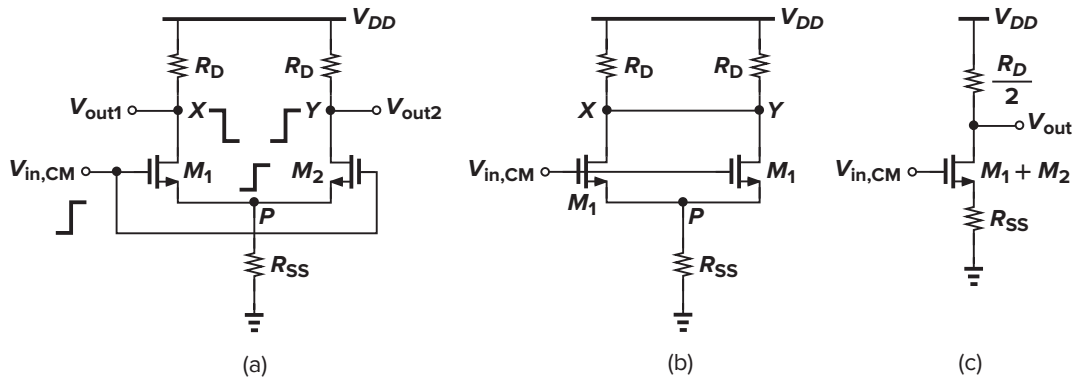 V_DD
R_D R_D
V_out1 X Y V_out2
V_in,CM M_1 M_2
P
R_SS
(a)
V_DD
R_D R_D
X Y
V_in,CM M_1
M_1
P
R_SS
(b)
V_DD
R_D
2
V_out
V_in,CM M_1 + M_2
R_SS
(c)